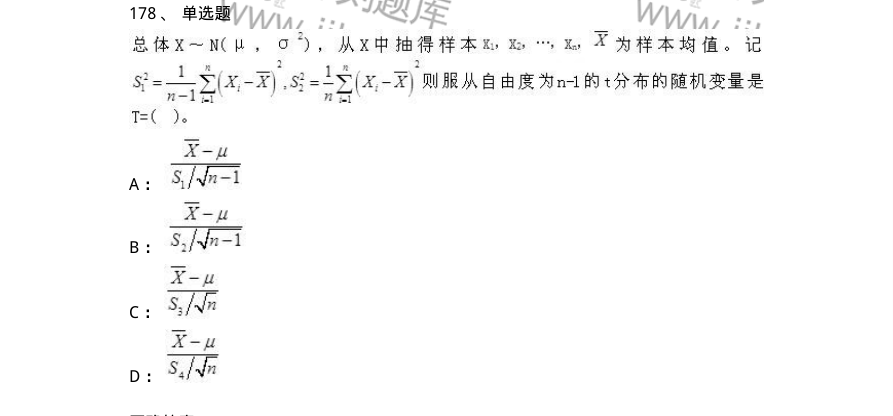 178、 单选题
总体X～N(μ，σ²)，从X中抽得样本X₁，X₂，…，Xₙ，X̅为样本均值。记
S₁²=1/(n−1) ∑ᵢ₌₁ⁿ(Xᵢ−X̅)²,S₂²=1/n ∑ᵢ₌₁ⁿ(Xᵢ−X̅)²则服从自由度为n-1的t分布的随机变量是
T=( )。
A： (X̅−μ)/(S₁/√(n−1))
B： (X̅−μ)/(S₂/√(n−1))
C： (X̅−μ)/(S₃/√n)
D： (X̅−μ)/(S₄/√n)